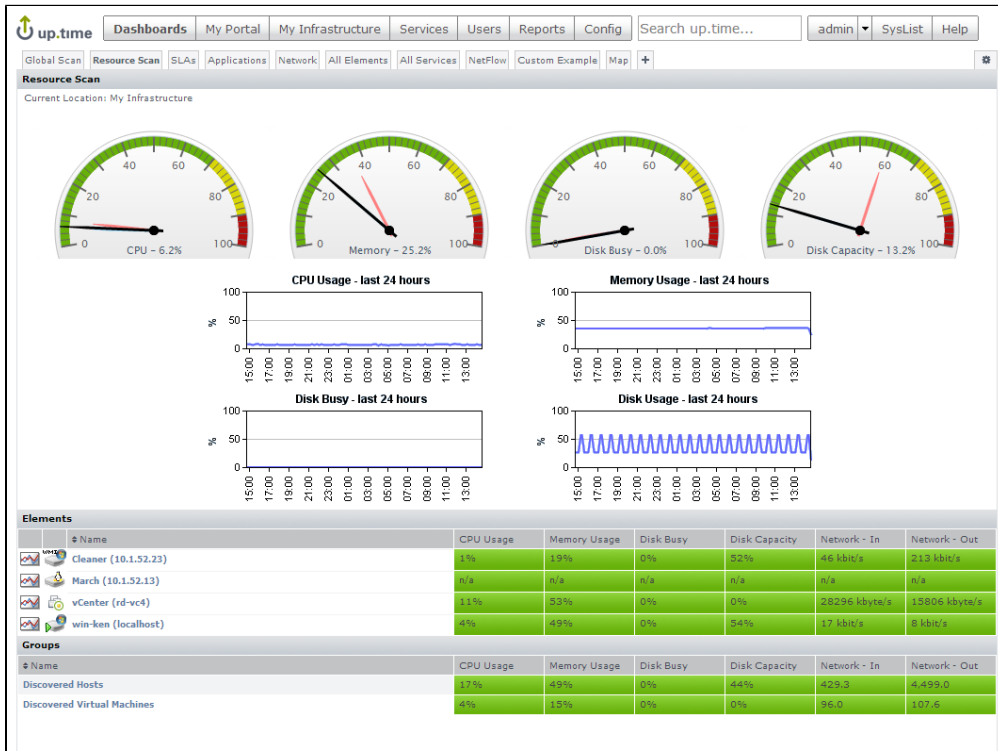 up.time Dashboards My Portal My Infrastructure Services Users Reports Config Search up.time... admin SysList Help
Global Scan Resource Scan SLAs Applications Network All Elements All Services NetFlow Custom Example Map +
Resource Scan
Current Location: My Infrastructure
0 20 40 60 80 100
CPU - 6.2%
0 20 40 60 80 100
Memory - 25.2%
0 20 40 60 80 100
Disk Busy - 0.0%
0 20 40 60 80 100
Disk Capacity - 13.2%
CPU Usage - last 24 hours
100
50
0
%
15:00 17:00 19:00 21:00 23:00 01:00 03:00 05:00 07:00 09:00 11:00 13:00
Memory Usage - last 24 hours
100
50
0
%
15:00 17:00 19:00 21:00 23:00 01:00 03:00 05:00 07:00 09:00 11:00 13:00
Disk Busy - last 24 hours
100
50
0
%
15:00 17:00 19:00 21:00 23:00 01:00 03:00 05:00 07:00 09:00 11:00 13:00
Disk Usage - last 24 hours
100
50
0
%
15:00 17:00 19:00 21:00 23:00 01:00 03:00 05:00 07:00 09:00 11:00 13:00
Elements
Name CPU Usage Memory Usage Disk Busy Disk Capacity Network - In Network - Out
WMI Cleaner (10.1.52.23) 1% 19% 0% 52% 46 kbit/s 213 kbit/s
March (10.1.52.13) n/a n/a n/a n/a n/a n/a
vCenter (rd-vc4) 11% 53% 0% 0% 28296 kbyte/s 15806 kbyte/s
win-ken (localhost) 4% 49% 0% 54% 17 kbit/s 8 kbit/s
Groups
Name CPU Usage Memory Usage Disk Busy Disk Capacity Network - In Network - Out
Discovered Hosts 17% 49% 0% 44% 429.3 4,499.0
Discovered Virtual Machines 4% 15% 0% 0% 96.0 107.6